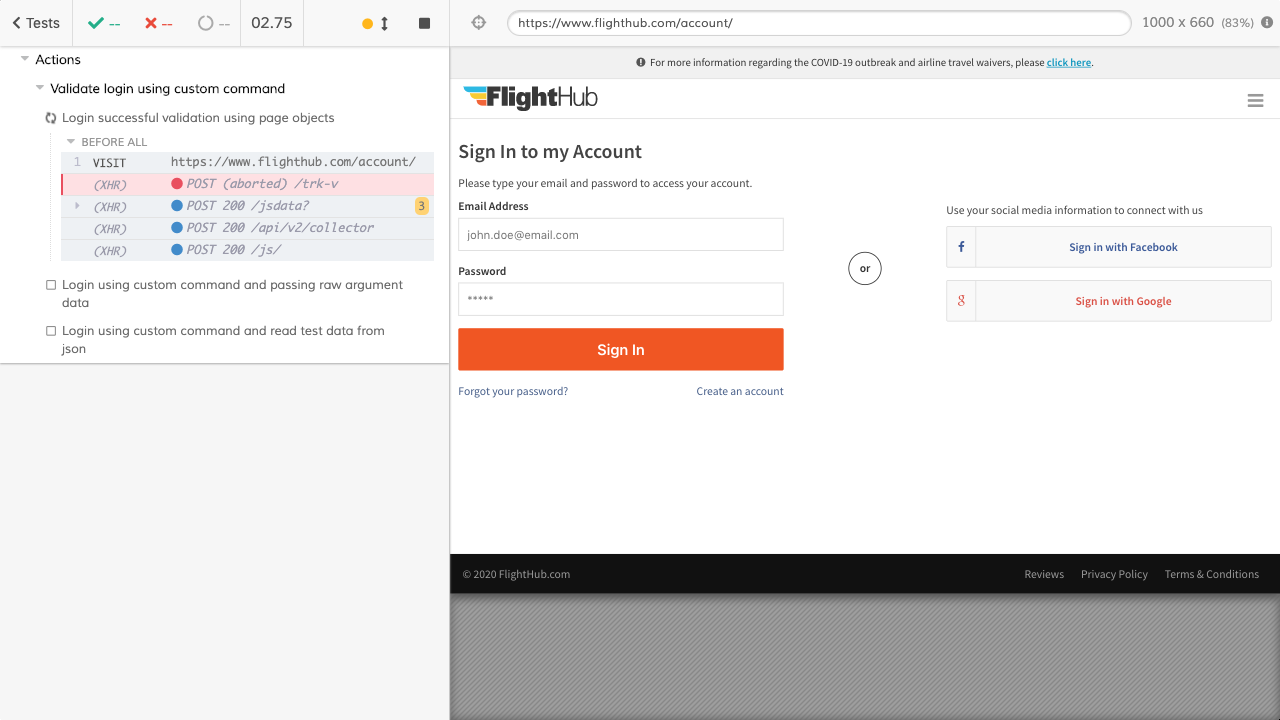 Tests
--
--
--
02.75
https://www.flighthub.com/account/
1000 x 660 (83%)
Actions
Validate login using custom command
Login successful validation using page objects
BEFORE ALL
1 VISIT https://www.flighthub.com/account/
(XHR) POST (aborted) /trk-v
(XHR) POST 200 /jsdata? 3
(XHR) POST 200 /api/v2/collector
(XHR) POST 200 /js/
Login using custom command and passing raw argument
data
Login using custom command and read test data from
json
For more information regarding the COVID-19 outbreak and airline travel waivers, please click here.
FlightHub
Sign In to my Account
Please type your email and password to access your account.
Email Address
john.doe@email.com
Password
*****
Sign In
Forgot your password?
Create an account
or
Use your social media information to connect with us
f Sign in with Facebook
g Sign in with Google
© 2020 FlightHub.com
Reviews
Privacy Policy
Terms & Conditions